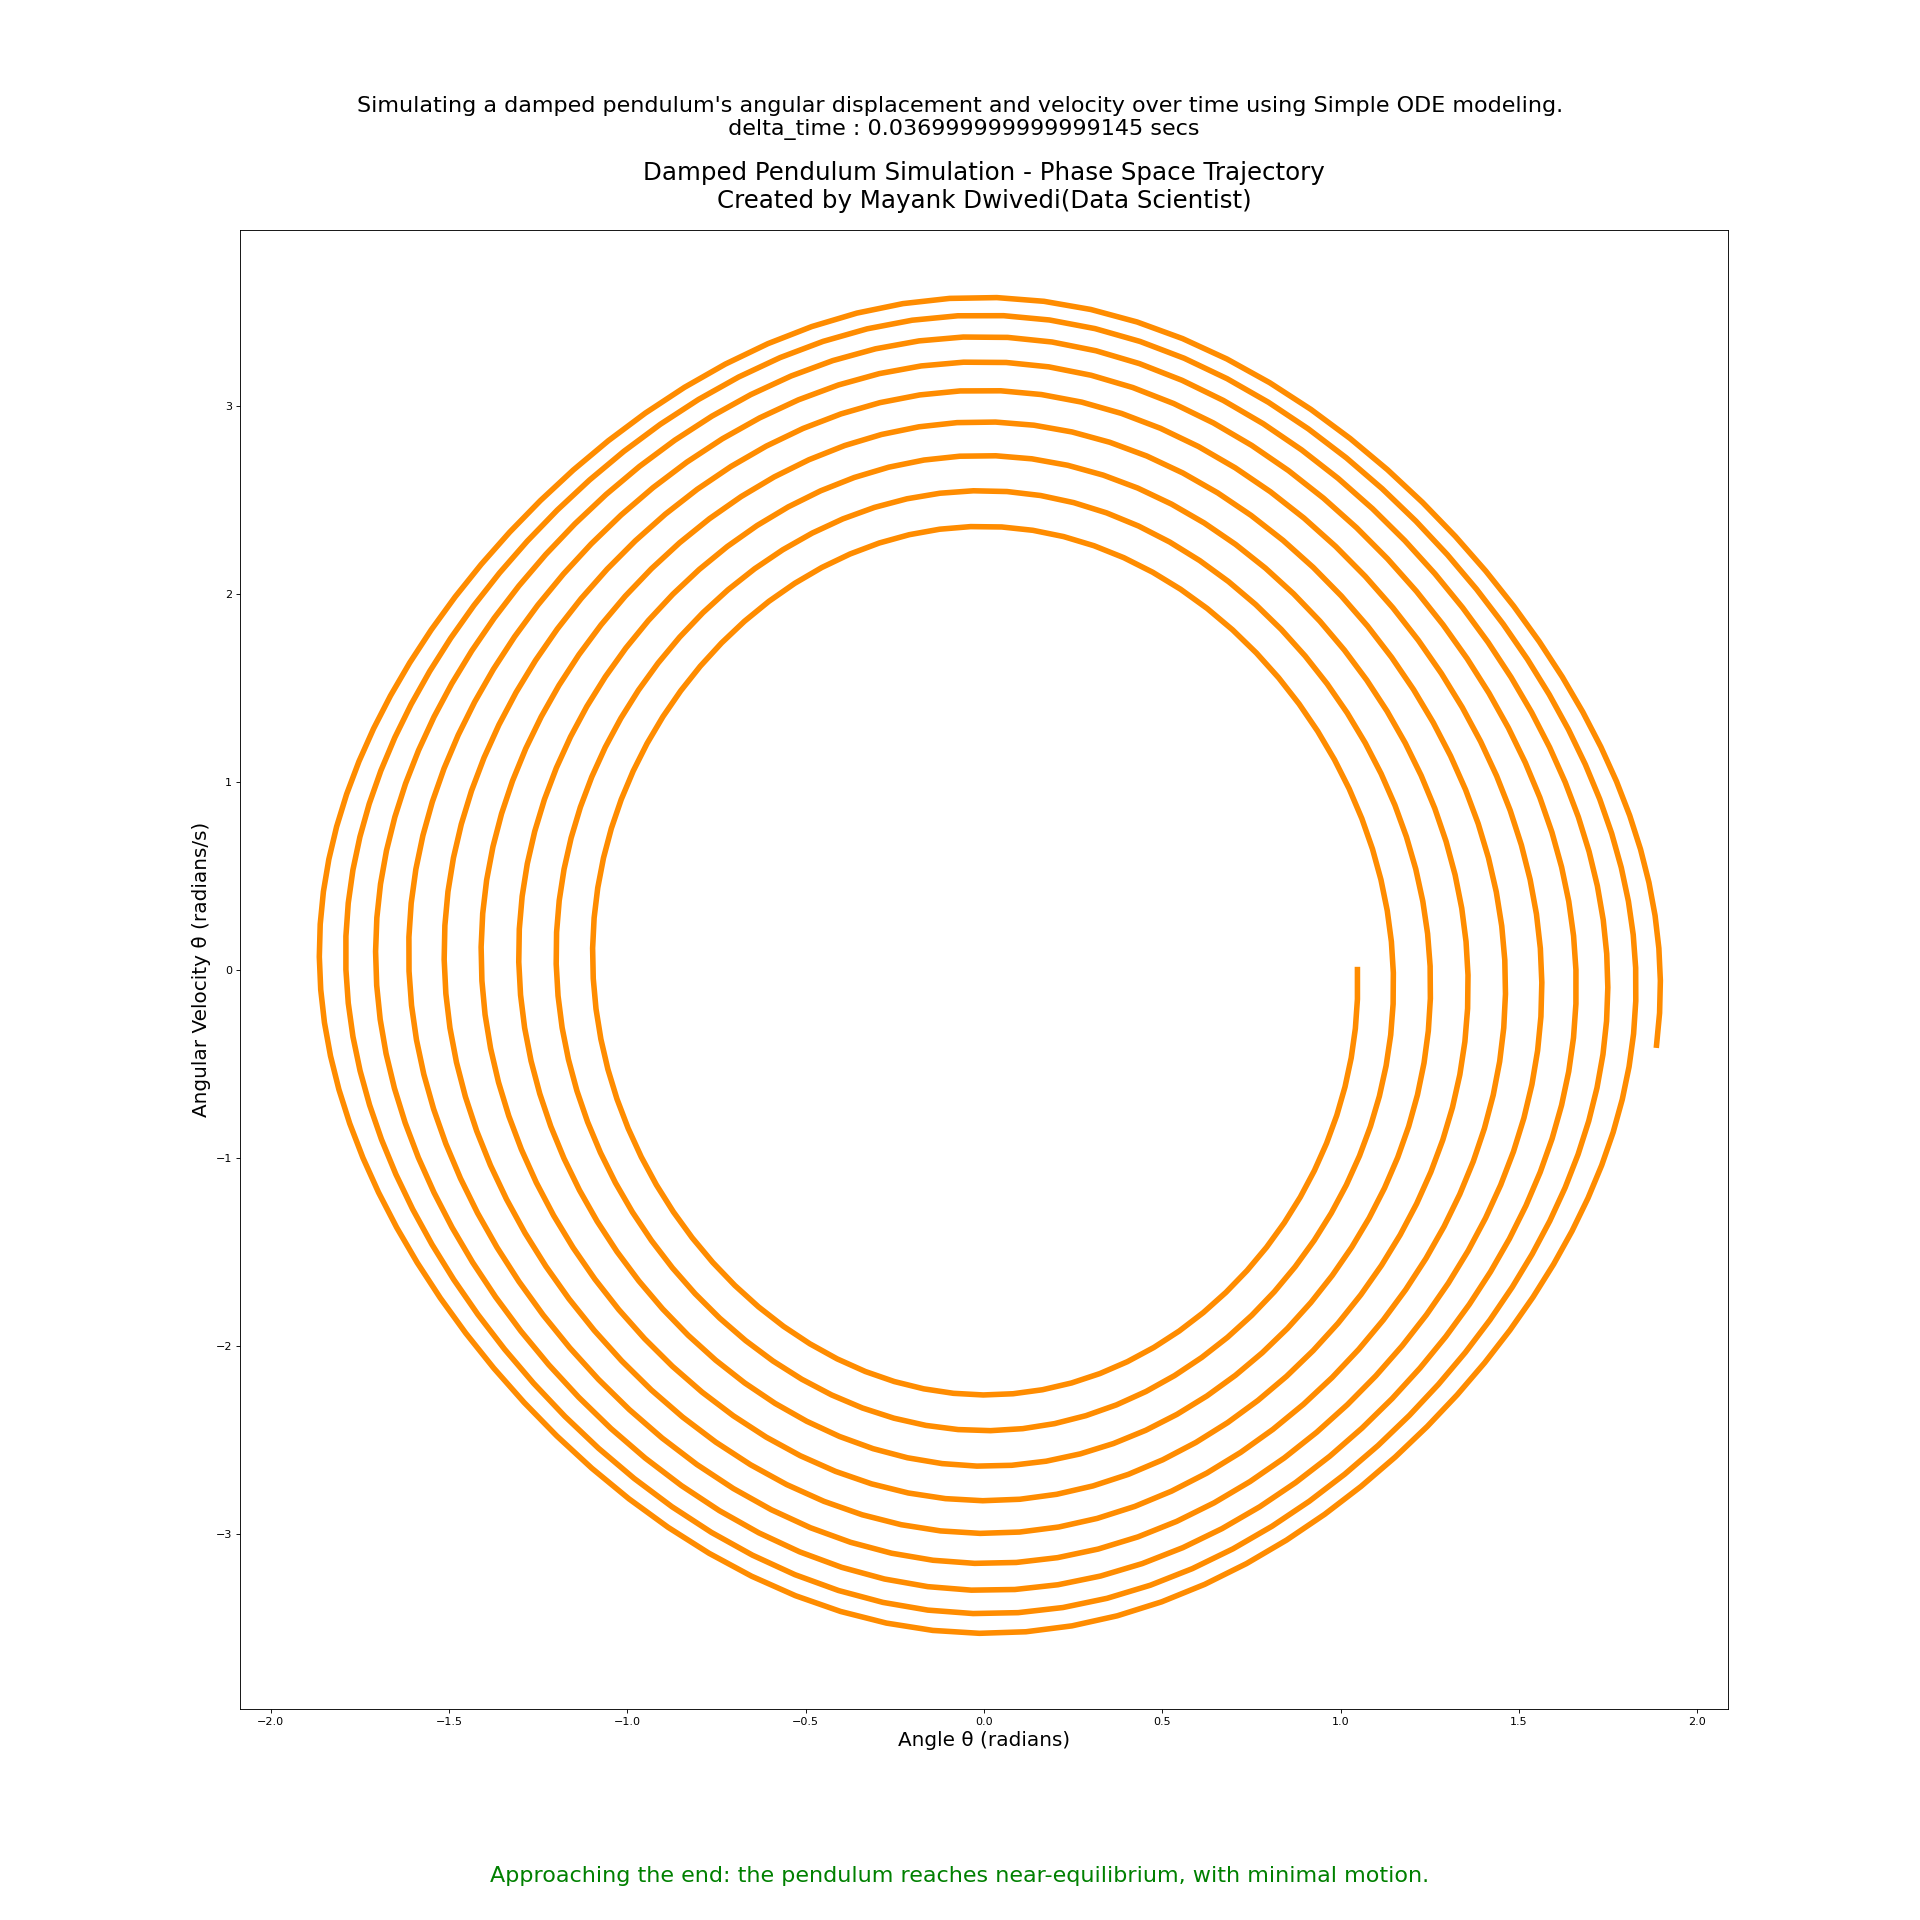 Simulating a damped pendulum's angular displacement and velocity over time using Simple ODE modeling.
delta_time : 0.036999999999999145 secs
Damped Pendulum Simulation - Phase Space Trajectory
Created by Mayank Dwivedi(Data Scientist)
3
2
1
0
−1
−2
−3
Angular Velocity θ (radians/s)
−2.0
−1.5
−1.0
−0.5
0.0
0.5
1.0
1.5
2.0
Angle θ (radians)
Approaching the end: the pendulum reaches near-equilibrium, with minimal motion.